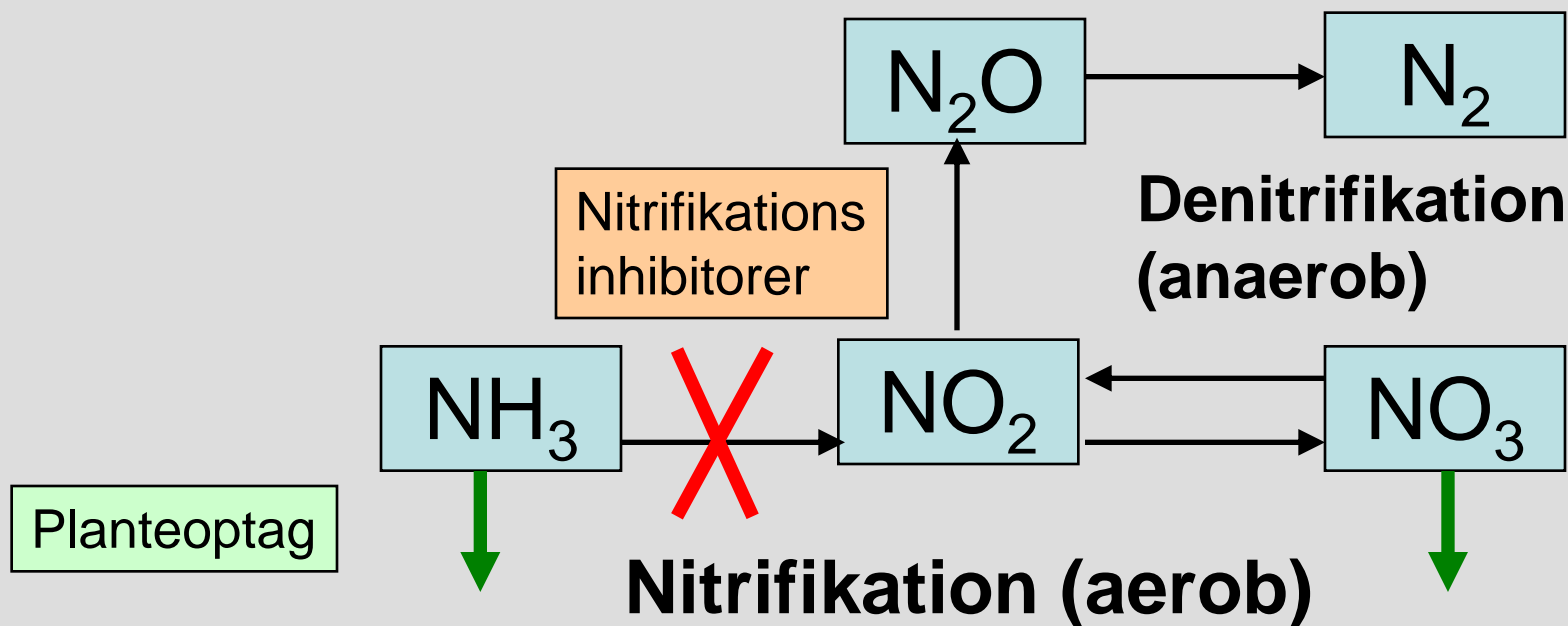 N₂O
N₂
Nitrifikations
inhibitorer
Denitrifikation
(anaerob)
NH₃
NO₂
NO₃
Planteoptag
Nitrifikation (aerob)